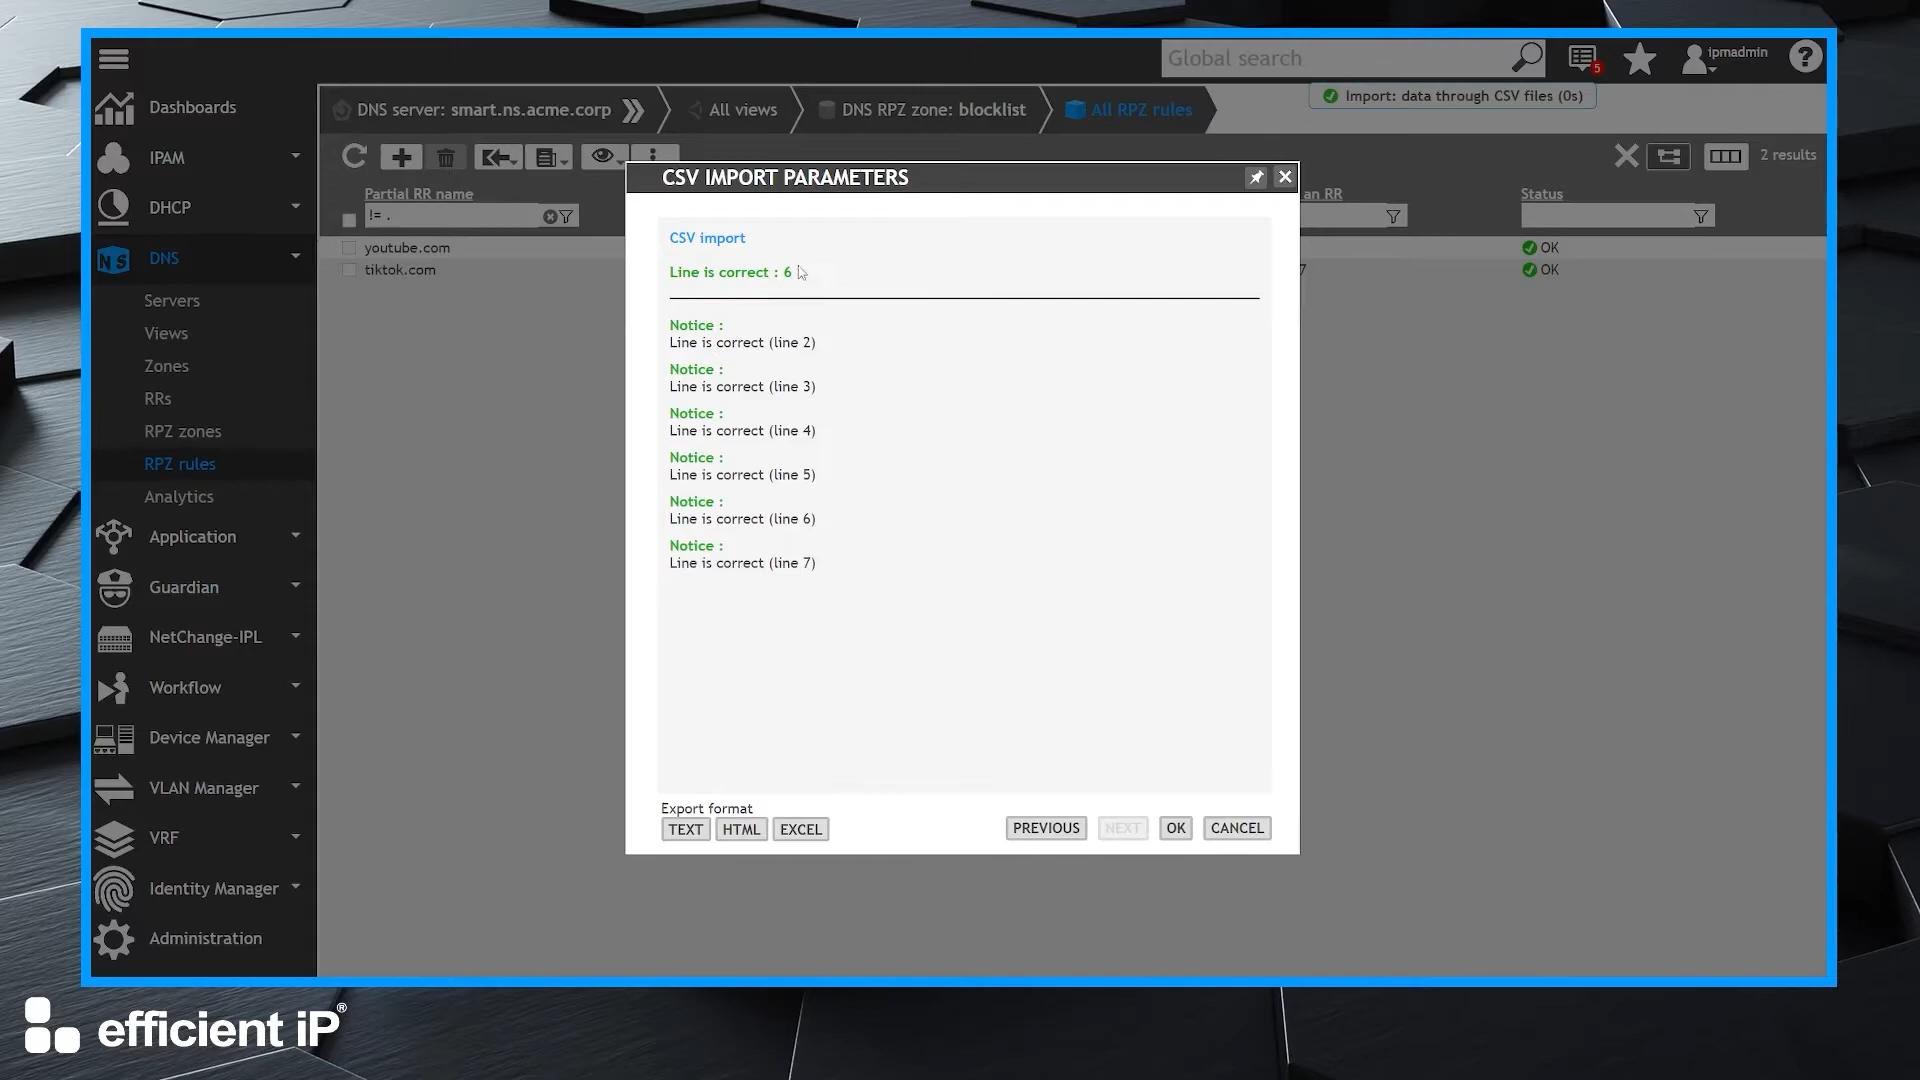 Global search
5
ipmadmin
?
Dashboards
DNS server: smart.ns.acme.corp
All views
DNS RPZ zone: blocklist
All RPZ rules
Import: data through CSV files (0s)
IPAM
2 results
CSV IMPORT PARAMETERS
Partial RR name
an RR
Status
!= .
DHCP
youtube.com
OK
tiktok.com
7
OK
NS
DNS
Servers
Views
Zones
RRs
RPZ zones
RPZ rules
Analytics
Application
Guardian
NetChange-IPL
Workflow
Device Manager
VLAN Manager
VRF
Identity Manager
Administration
CSV import
Line is correct : 6
Notice :
Line is correct (line 2)
Notice :
Line is correct (line 3)
Notice :
Line is correct (line 4)
Notice :
Line is correct (line 5)
Notice :
Line is correct (line 6)
Notice :
Line is correct (line 7)
Export format
TEXT HTML EXCEL
PREVIOUS NEXT OK CANCEL
efficient iP®